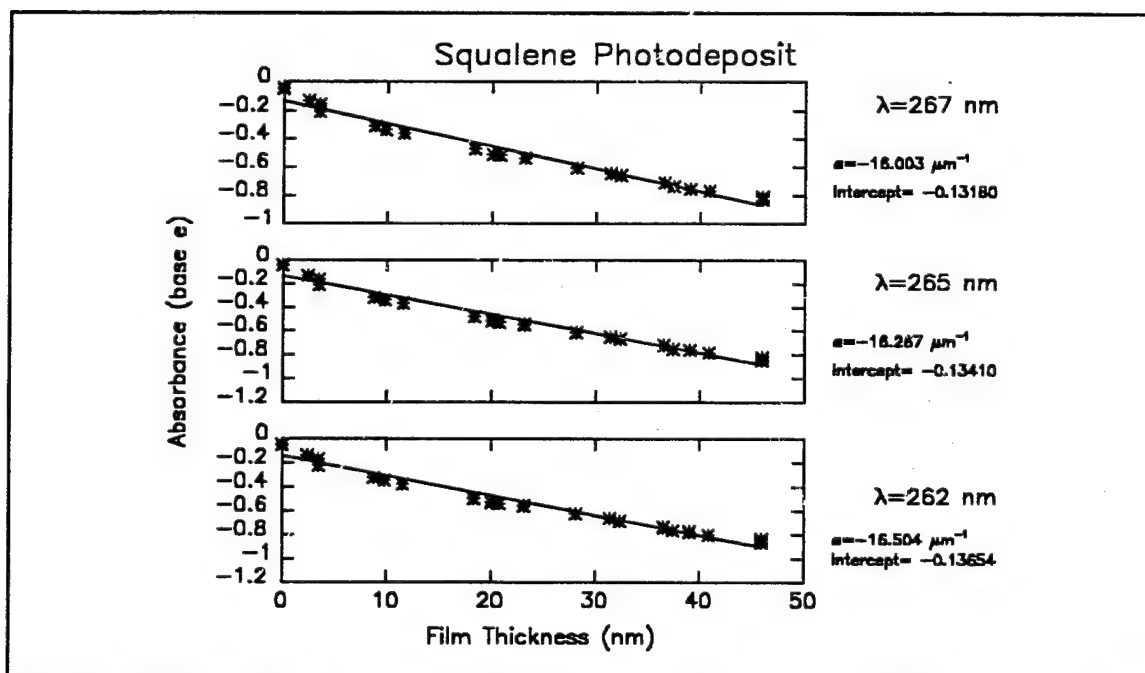 Squalene Photodeposit
Absorbance (base e)
0
−0.2
−0.4
−0.6
−0.8
−1
λ=267 nm
α=−16.003 μm⁻¹
Intercept= −0.13180
0
−0.2
−0.4
−0.6
−0.8
−1
−1.2
λ=265 nm
α=−16.267 μm⁻¹
Intercept= −0.13410
0
−0.2
−0.4
−0.6
−0.8
−1
−1.2
λ=262 nm
α=−16.504 μm⁻¹
Intercept= −0.13654
0 10 20 30 40 50
Film Thickness (nm)